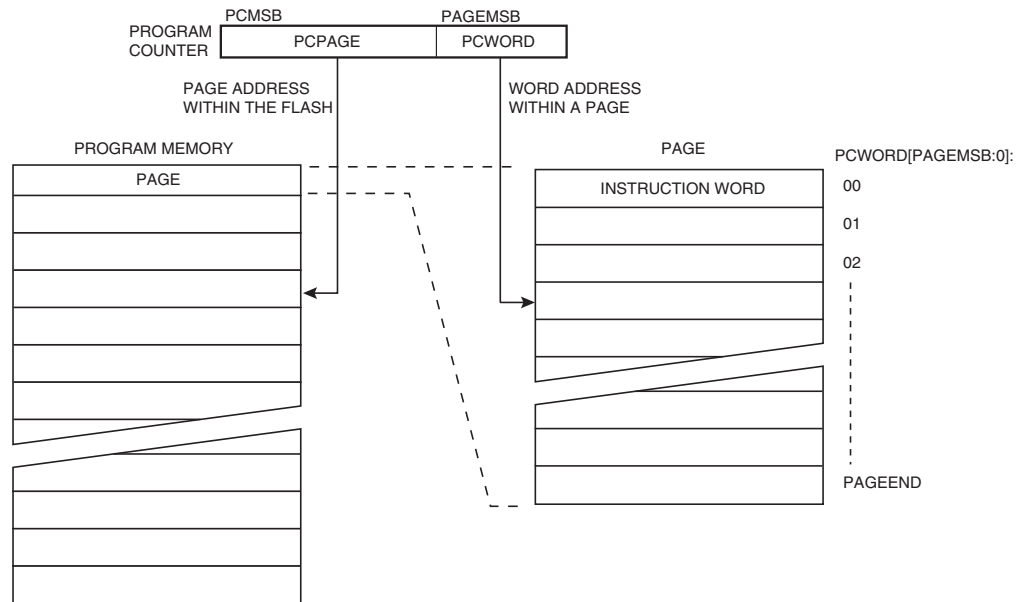 PCMSB
PAGEMSB
PROGRAM
COUNTER
PCPAGE
PCWORD
PAGE ADDRESS
WITHIN THE FLASH
WORD ADDRESS
WITHIN A PAGE
PROGRAM MEMORY
PAGE
PAGE
PCWORD[PAGEMSB:0]:
INSTRUCTION WORD
00
01
02
PAGEEND